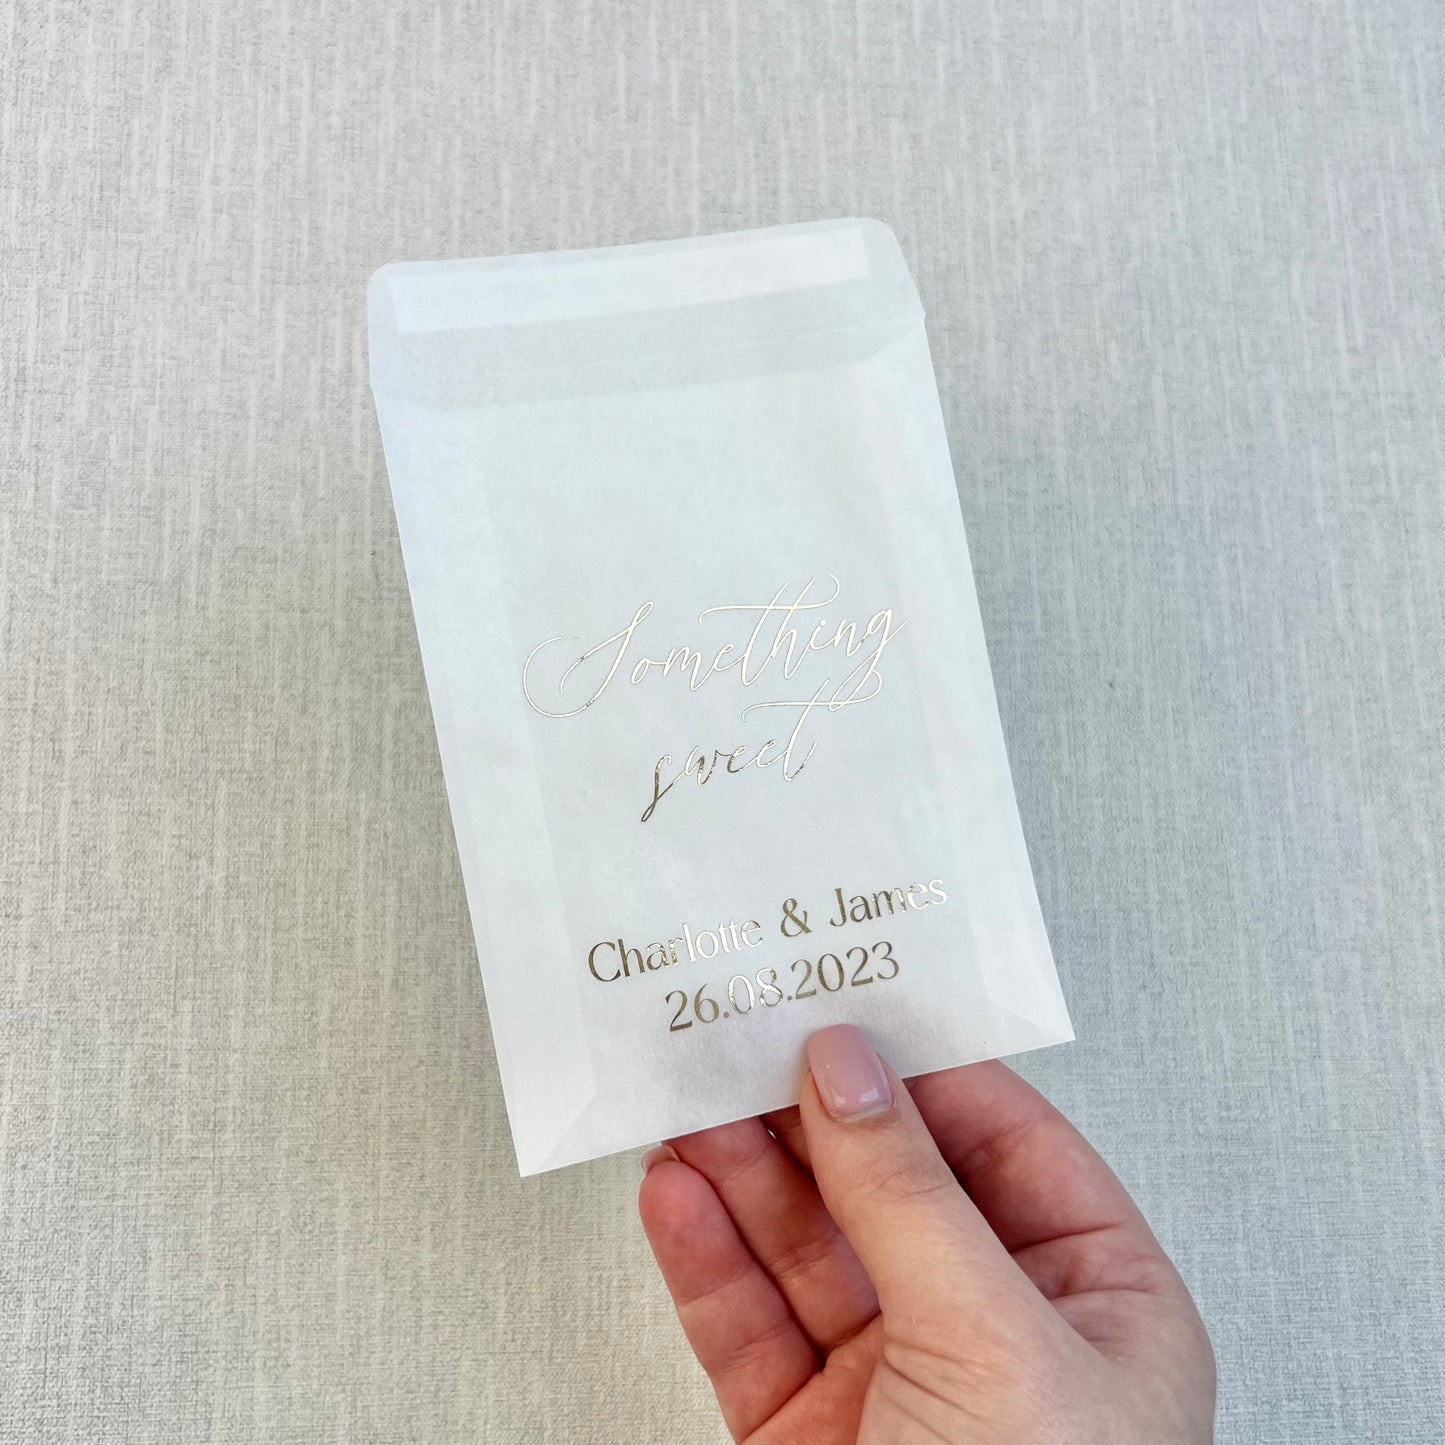 Something
sweet
Charlotte & James
26.08.2023